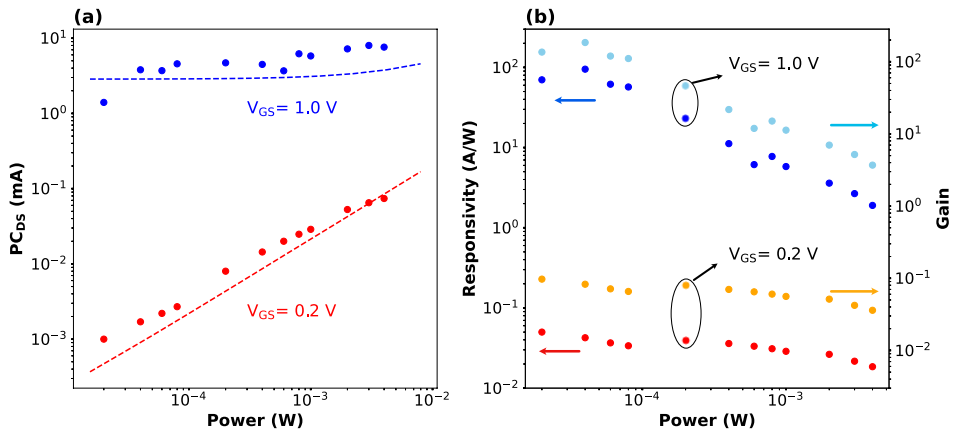 (a)
10¹
10⁰
10⁻¹
10⁻²
10⁻³
PC_DS (mA)
V_GS= 1.0 V
V_GS= 0.2 V
10⁻⁴
10⁻³
10⁻²
Power (W)
(b)
10²
10¹
10⁰
10⁻¹
10⁻²
Responsivity (A/W)
V_GS= 1.0 V
V_GS= 0.2 V
10⁻⁴
10⁻³
Power (W)
10²
10¹
10⁰
10⁻¹
10⁻²
Gain